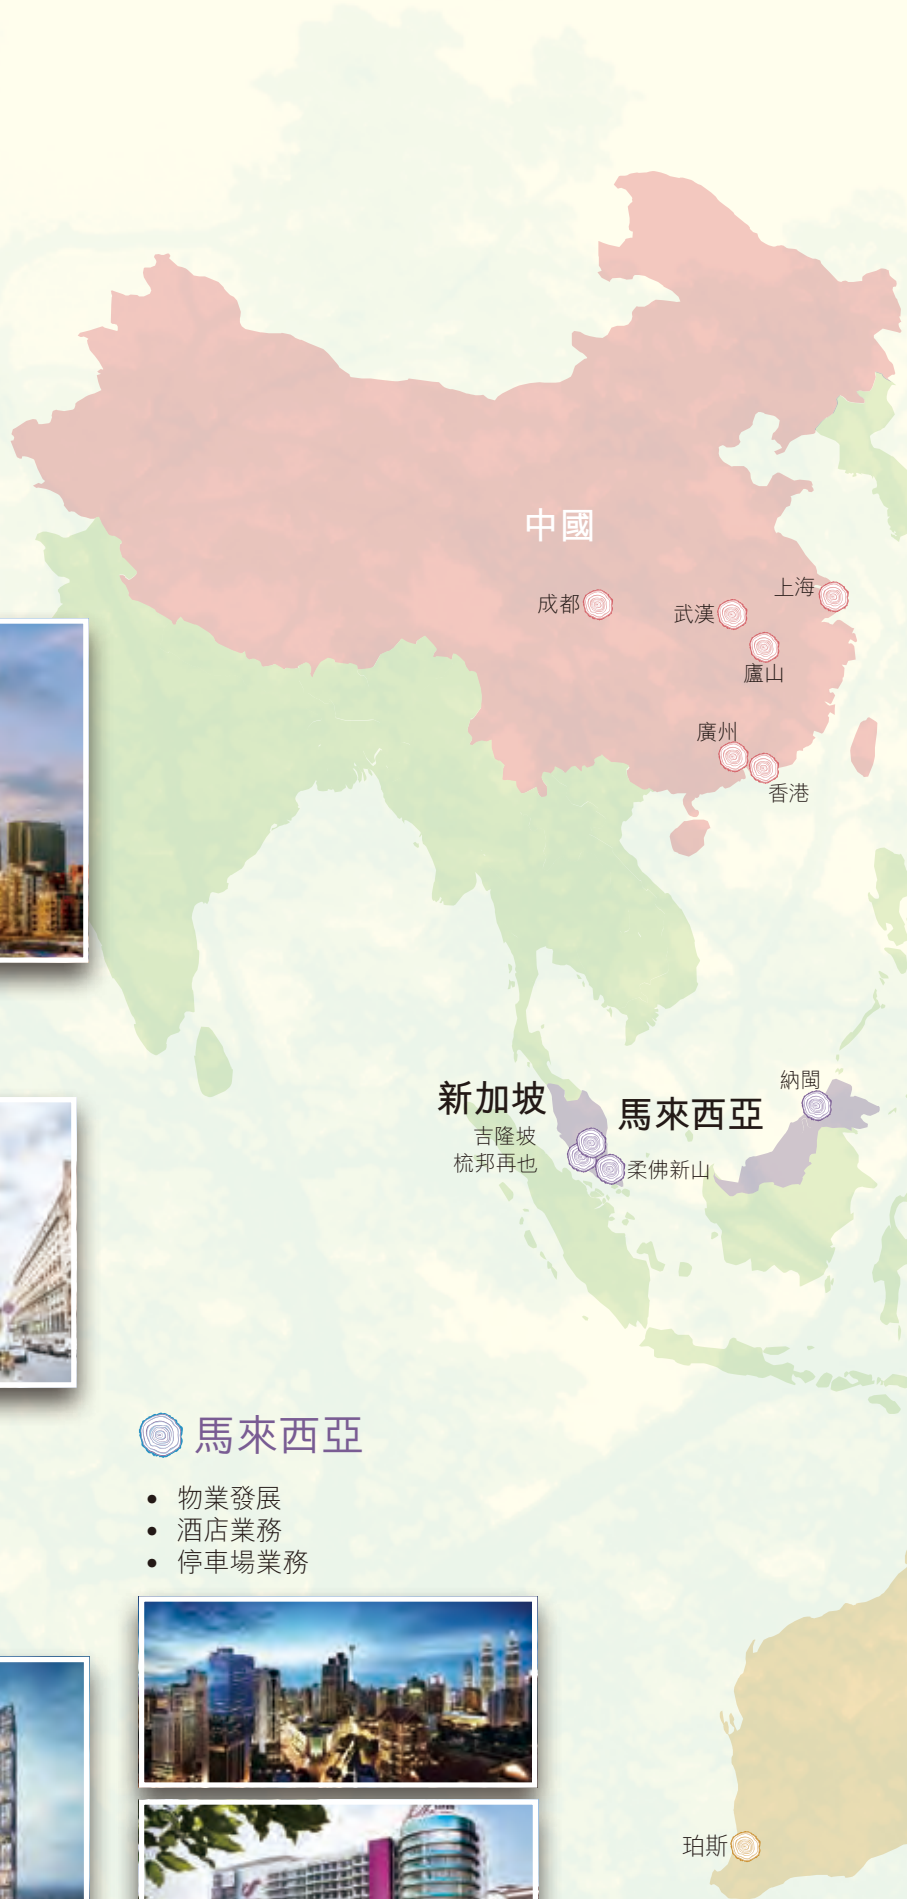 中國
成都
武漢
上海
廬山
廣州
香港
新加坡
吉隆坡
梳邦再也
馬來西亞
納閩
柔佛新山
馬來西亞
• 物業發展
• 酒店業務
• 停車場業務
珀斯